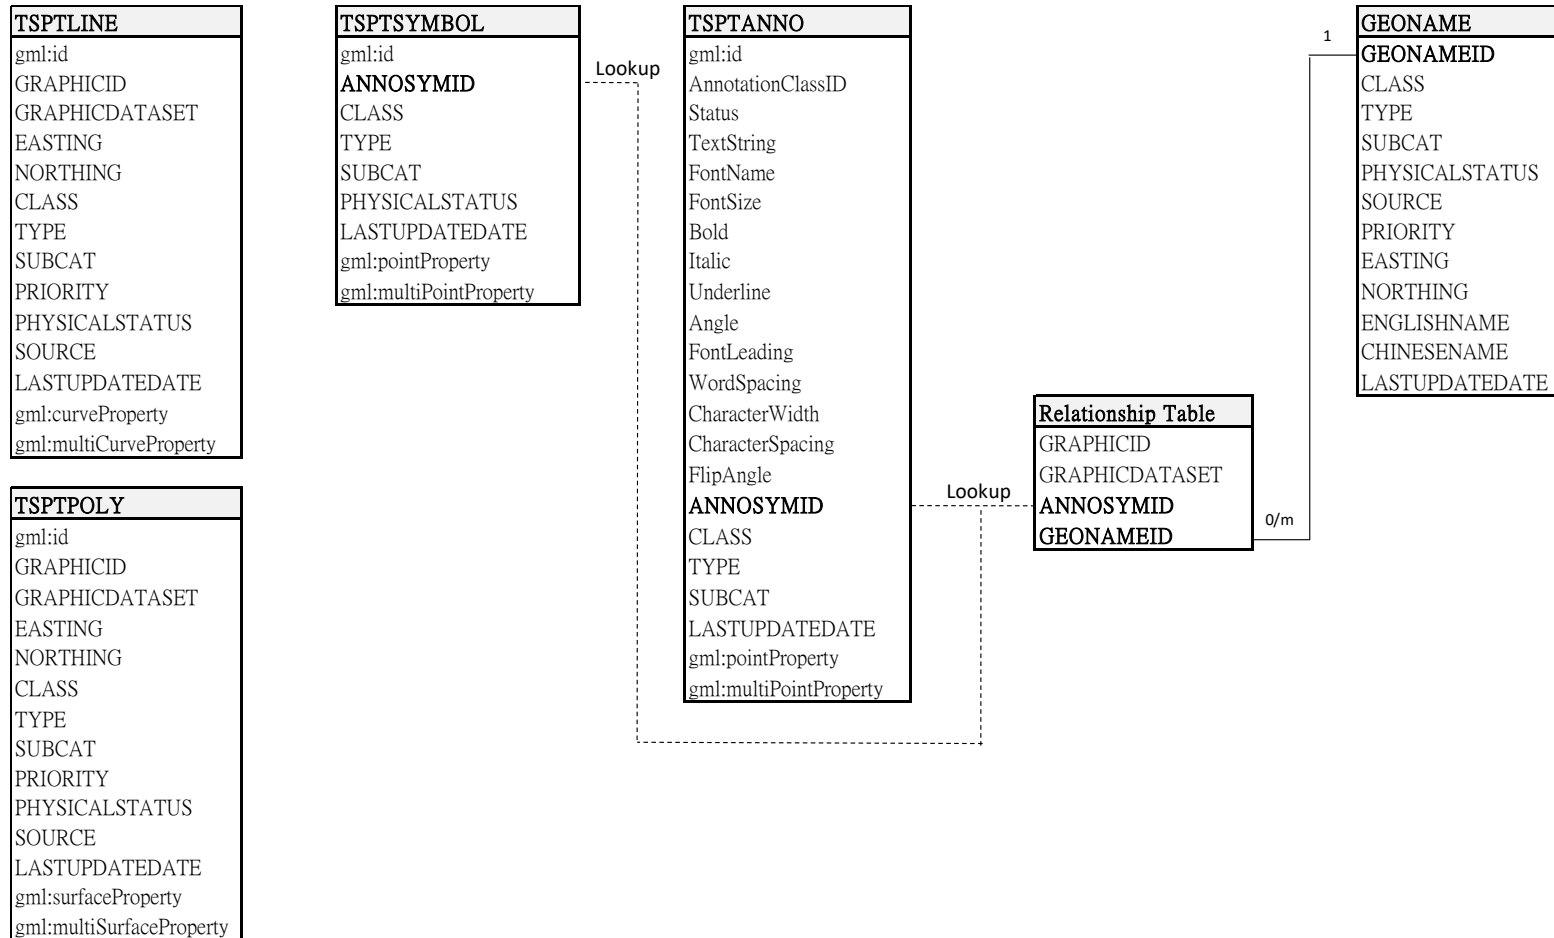 TSPTLINE
gml:id
GRAPHICID
GRAPHICDATASET
EASTING
NORTHING
CLASS
TYPE
SUBCAT
PRIORITY
PHYSICALSTATUS
SOURCE
LASTUPDATEDATE
gml:curveProperty
gml:multiCurveProperty
TSPTPOLY
gml:id
GRAPHICID
GRAPHICDATASET
EASTING
NORTHING
CLASS
TYPE
SUBCAT
PRIORITY
PHYSICALSTATUS
SOURCE
LASTUPDATEDATE
gml:surfaceProperty
gml:multiSurfaceProperty
TSPTSYMBOL
gml:id
ANNOSYMID
CLASS
TYPE
SUBCAT
PHYSICALSTATUS
LASTUPDATEDATE
gml:pointProperty
gml:multiPointProperty
Lookup
TSPTANNO
gml:id
AnnotationClassID
Status
TextString
FontName
FontSize
Bold
Italic
Underline
Angle
FontLeading
WordSpacing
CharacterWidth
CharacterSpacing
FlipAngle
ANNOSYMID
CLASS
TYPE
SUBCAT
LASTUPDATEDATE
gml:pointProperty
gml:multiPointProperty
Lookup
Relationship Table
GRAPHICID
GRAPHICDATASET
ANNOSYMID
GEONAMEID
0/m
1
GEONAME
GEONAMEID
CLASS
TYPE
SUBCAT
PHYSICALSTATUS
SOURCE
PRIORITY
EASTING
NORTHING
ENGLISHNAME
CHINESENAME
LASTUPDATEDATE